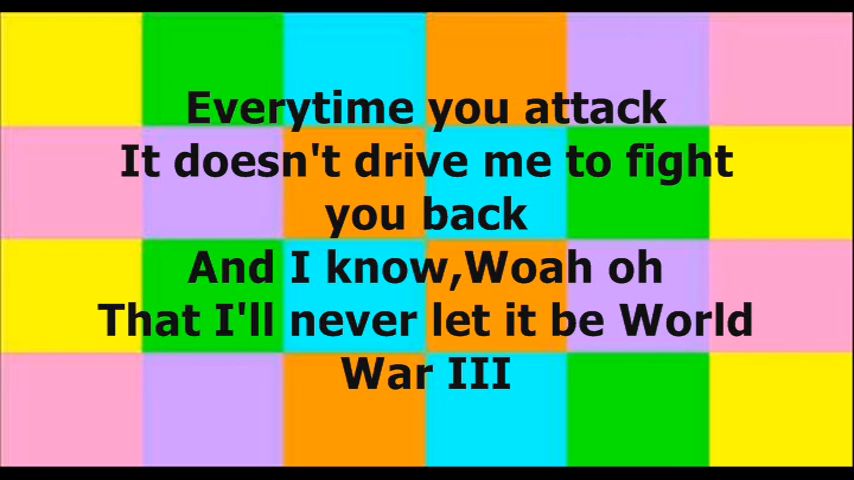 Everytime you attack
It doesn't drive me to fight
you back
And I know,Woah oh
That I'll never let it be World
War III